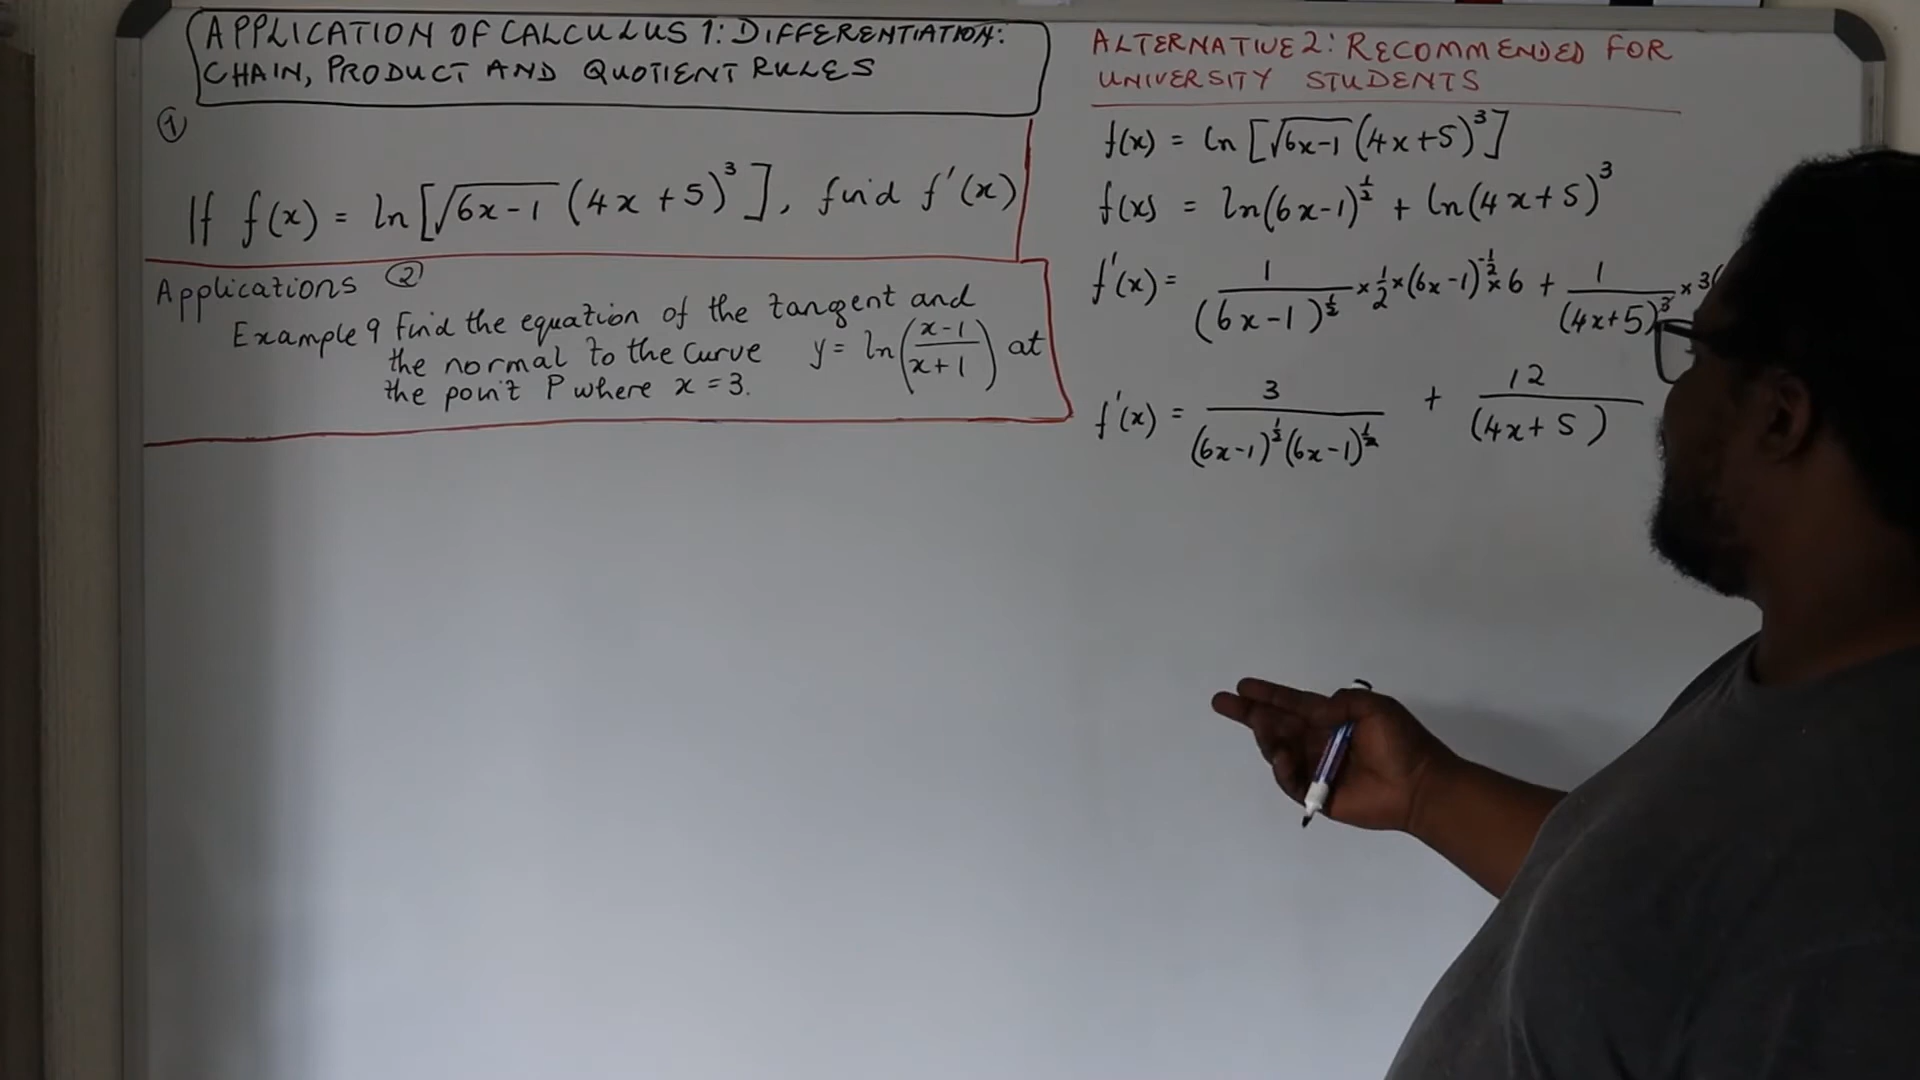 APPLICATION OF CALCULUS 1: DIFFERENTIATION:
CHAIN, PRODUCT AND QUOTIENT RULES
①
If f(x) = ln[√6x-1 (4x+5)³], find f'(x)
Applications ②
Example 9 Find the equation of the tangent and
the normal to the curve y = ln((x-1)/(x+1)) at
the point P where x = 3.
ALTERNATIVE 2: RECOMMENDED FOR
UNIVERSITY STUDENTS
f(x) = ln[√6x-1 (4x+5)³]
f(x) = ln(6x-1)^(1/2) + ln(4x+5)³
f'(x) = 1/(6x-1)^(1/2) × 1/2 × (6x-1)^(-1/2) × 6 + 1/(4x+5)³ × 3(
f'(x) = 3/((6x-1)^(1/2)(6x-1)^(1/2)) + 12/(4x+5)